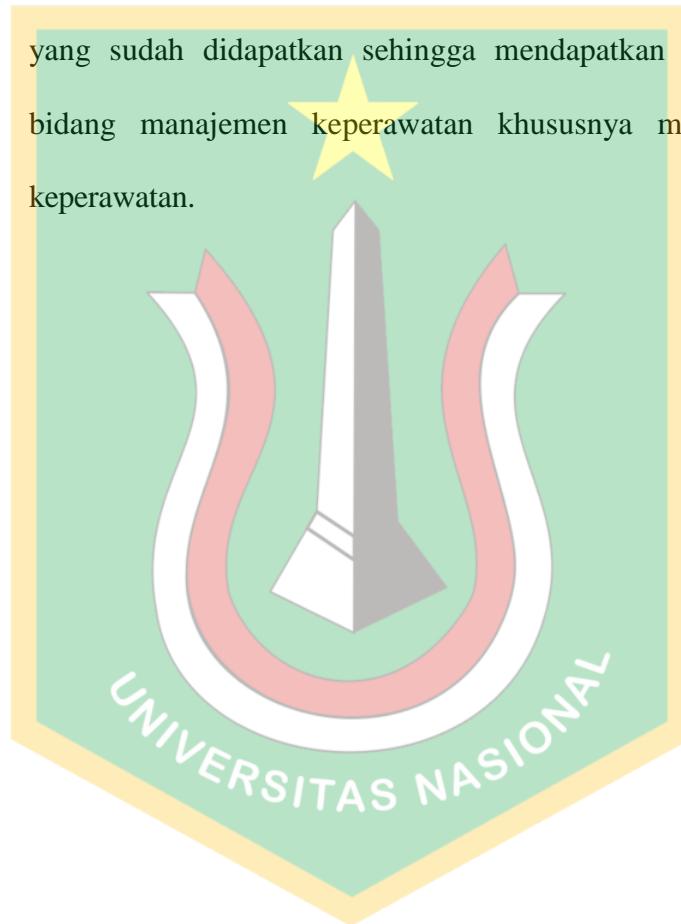 yang sudah didapatkan sehingga mendapatkan
bidang manajemen keperawatan khususnya m
keperawatan.
UNIVERSITAS NASIONAL